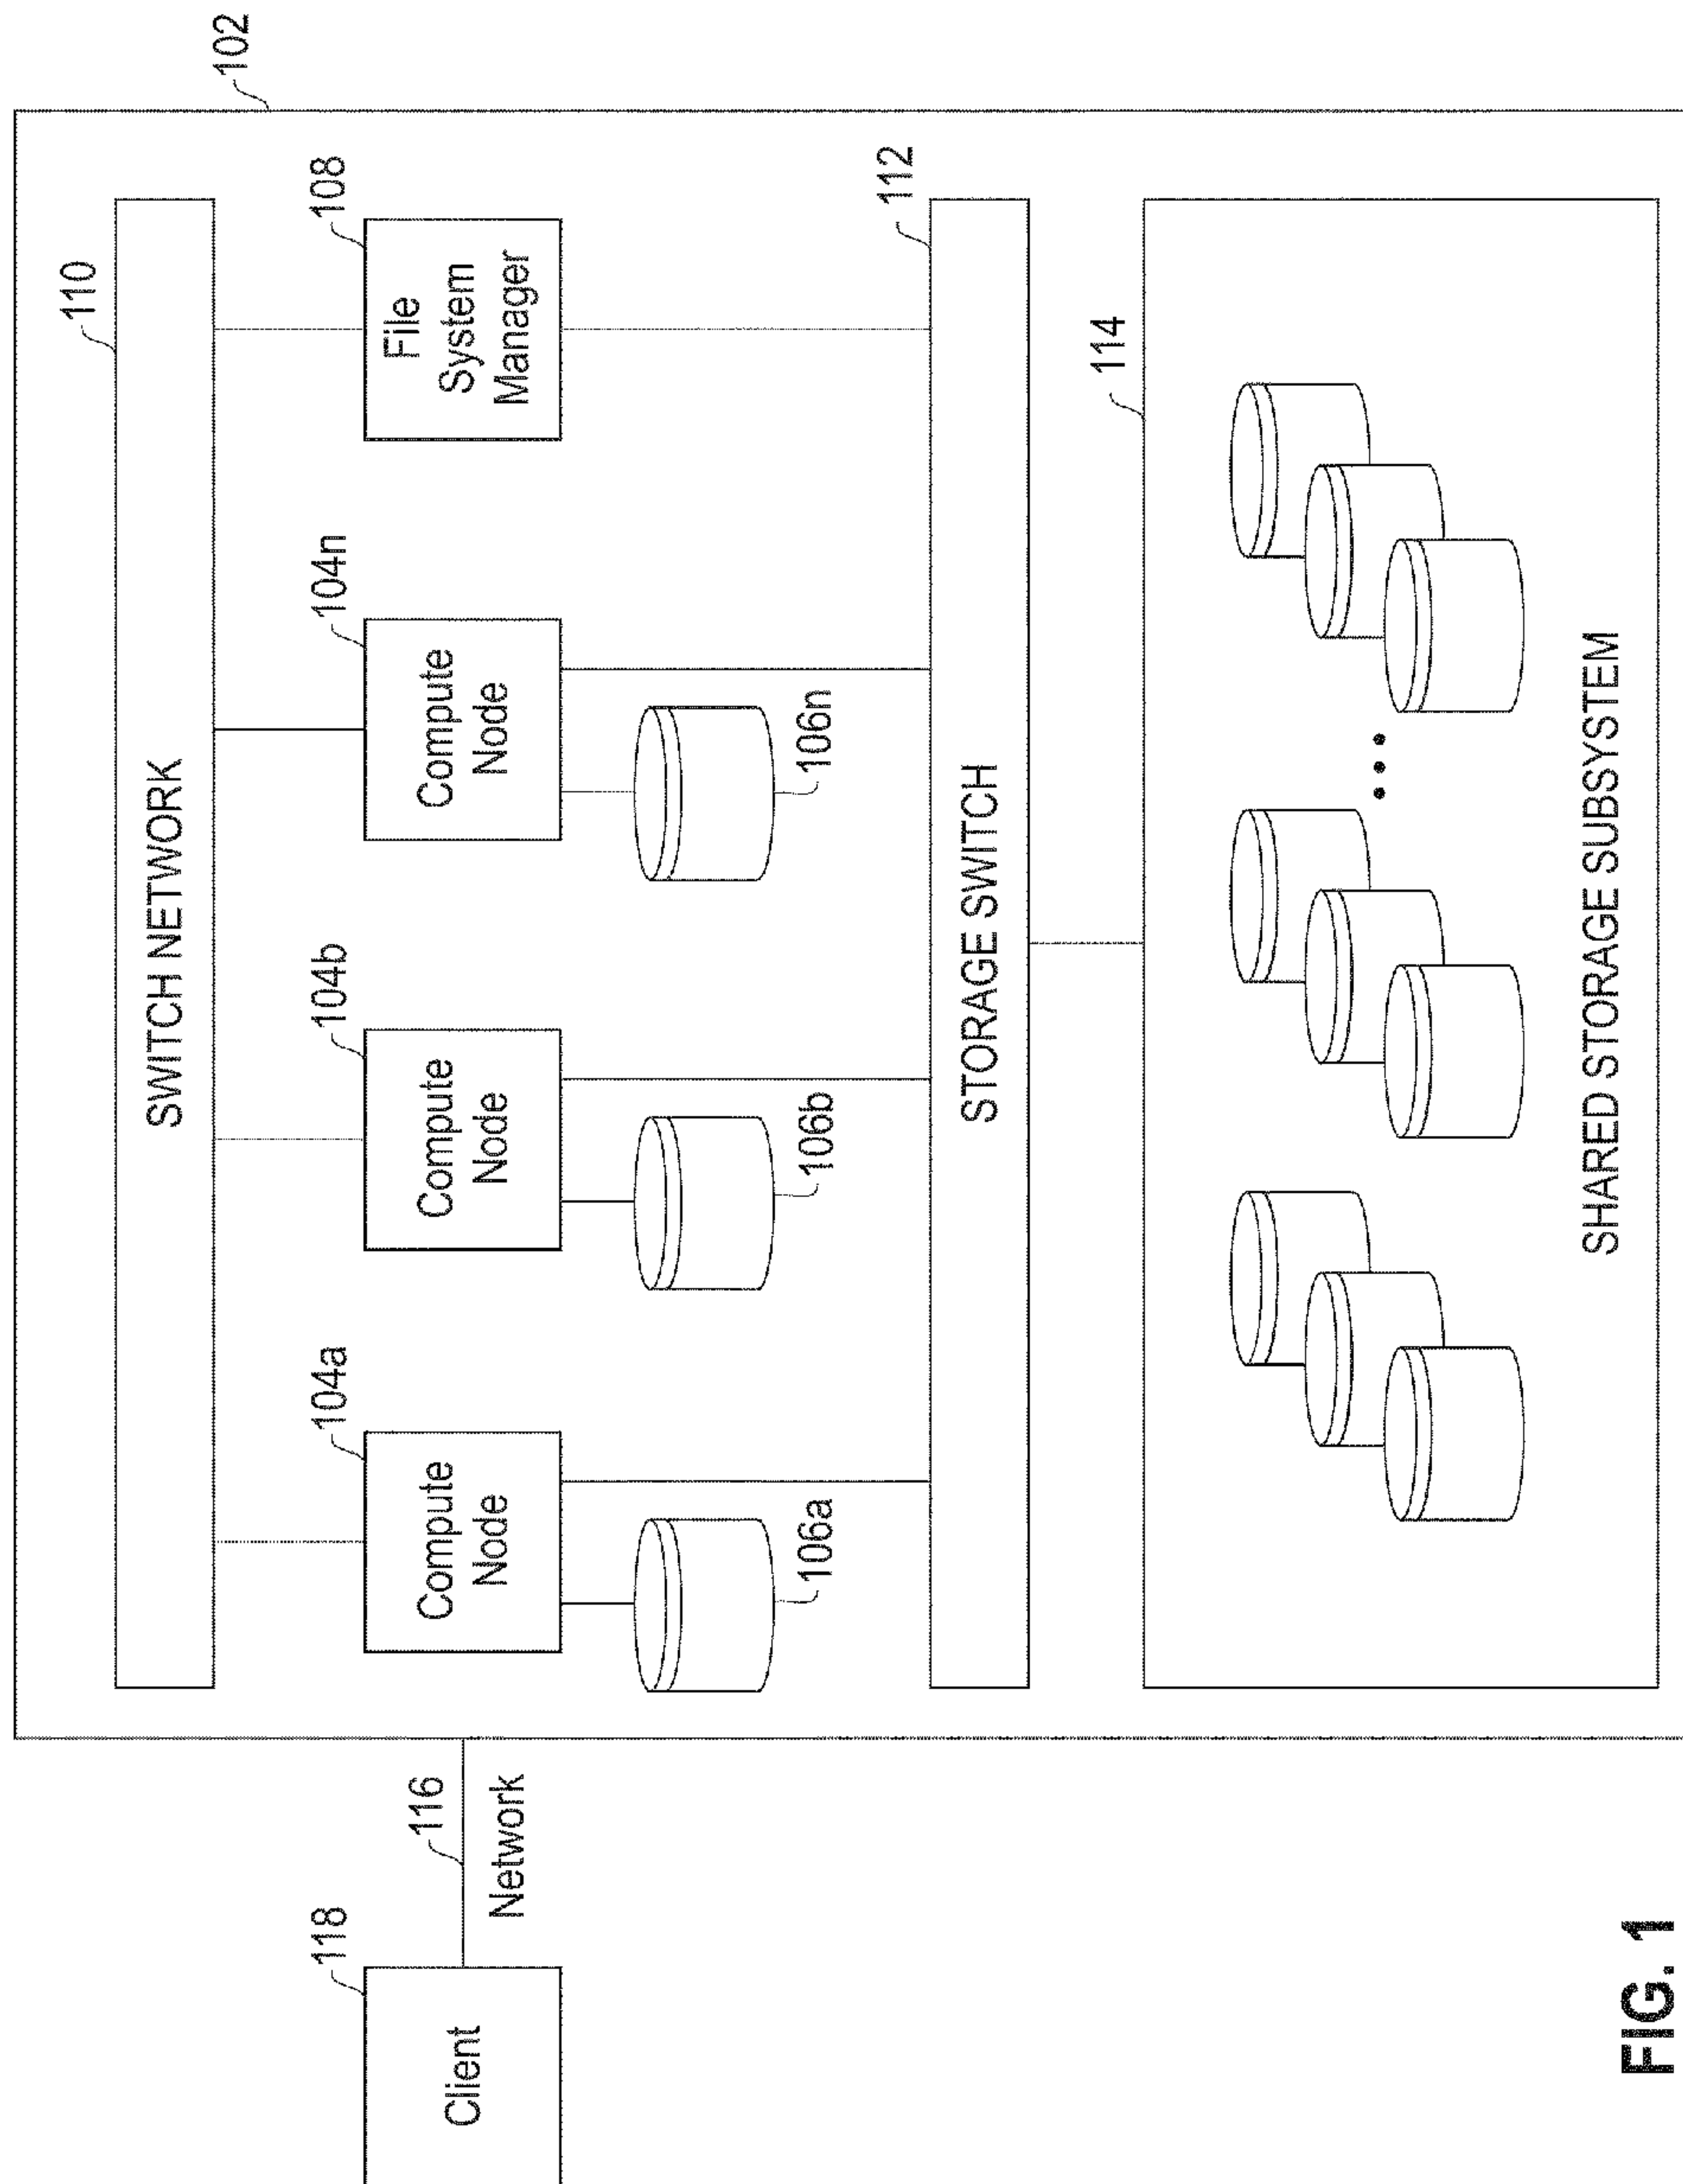 102
110
SWITCH NETWORK
118
Client
116
Network
104a
Compute
Node
106a
104b
Compute
Node
106b
104n
Compute
Node
106n
108
File
System
Manager
112
STORAGE SWITCH
114
SHARED STORAGE SUBSYSTEM
FIG. 1